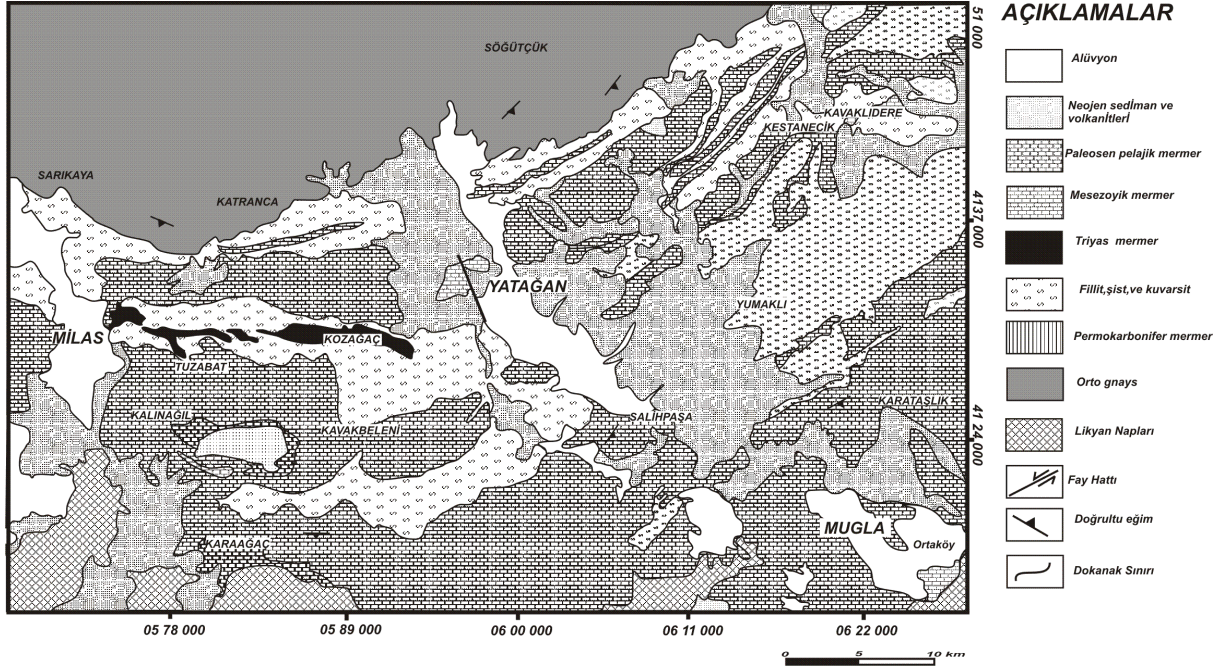 AÇIKLAMALAR
Alüvyon
Neojen sedİman ve
volkanİtlerİ
Paleosen pelajik mermer
Mesezoyik mermer
Triyas mermer
Fillit,şist,ve kuvarsit
Permokarbonifer mermer
Orto gnays
Likyan Napları
Fay Hattı
Doğrultu eğim
Dokanak Sınırı
SÖĞÜTÇÜK
KAVAKLIDERE
KESTANECİK
SARIKAYA
KATRANCA
YATAĞAN
YUMAKLI
MİLAS
KOZAĞAÇ
TUZABAT
KARATAŞLIK
KALINAĞIL
SALİHPAŞA
KAVAKBELENİ
MUGLA
KARAAĞAÇ
Ortaköy
51 000
4137 000
41 24,000
05 78 000
05 89 000
06 00 000
06 11 000
06 22 000
0 5 10 km